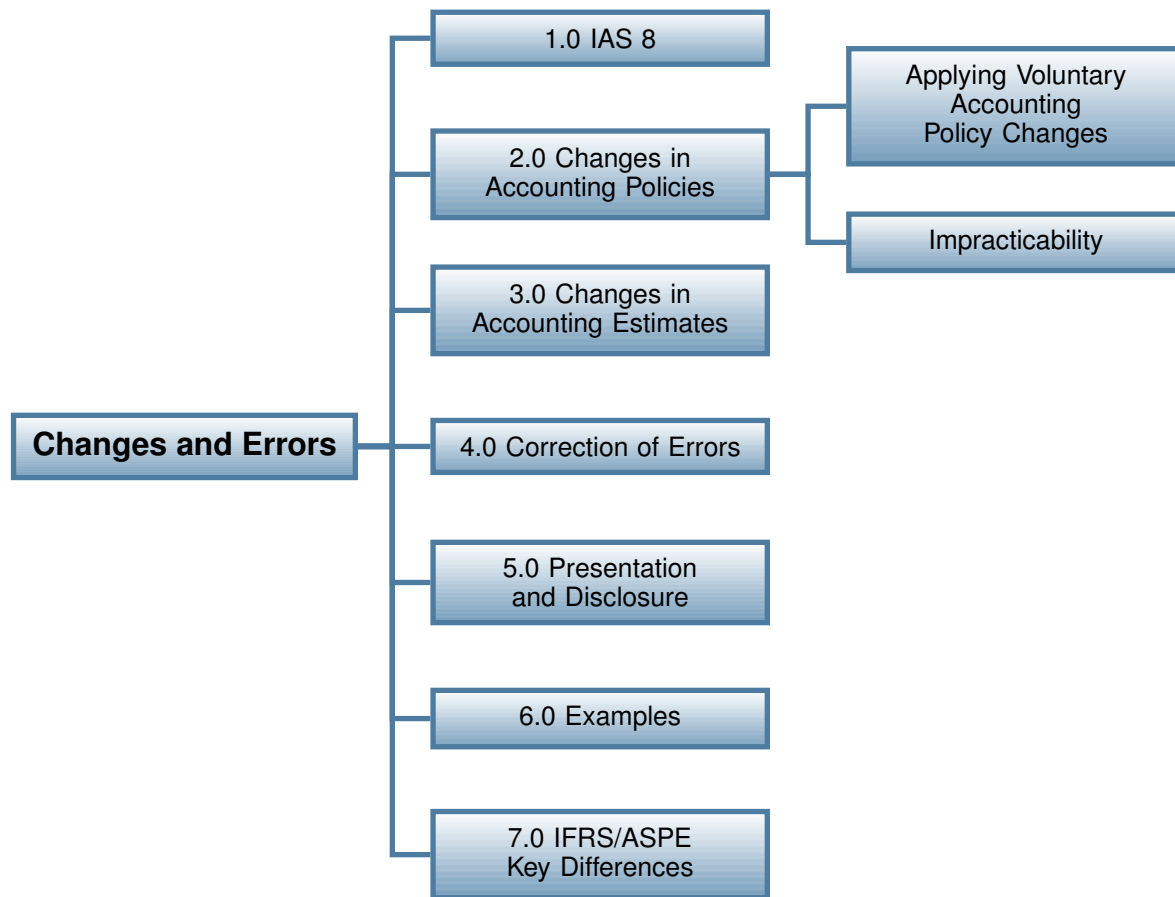 1.0 IAS 8
Applying Voluntary
Accounting
Policy Changes
2.0 Changes in
Accounting Policies
Impracticability
3.0 Changes in
Accounting Estimates
Changes and Errors
4.0 Correction of Errors
5.0 Presentation
and Disclosure
6.0 Examples
7.0 IFRS/ASPE
Key Differences